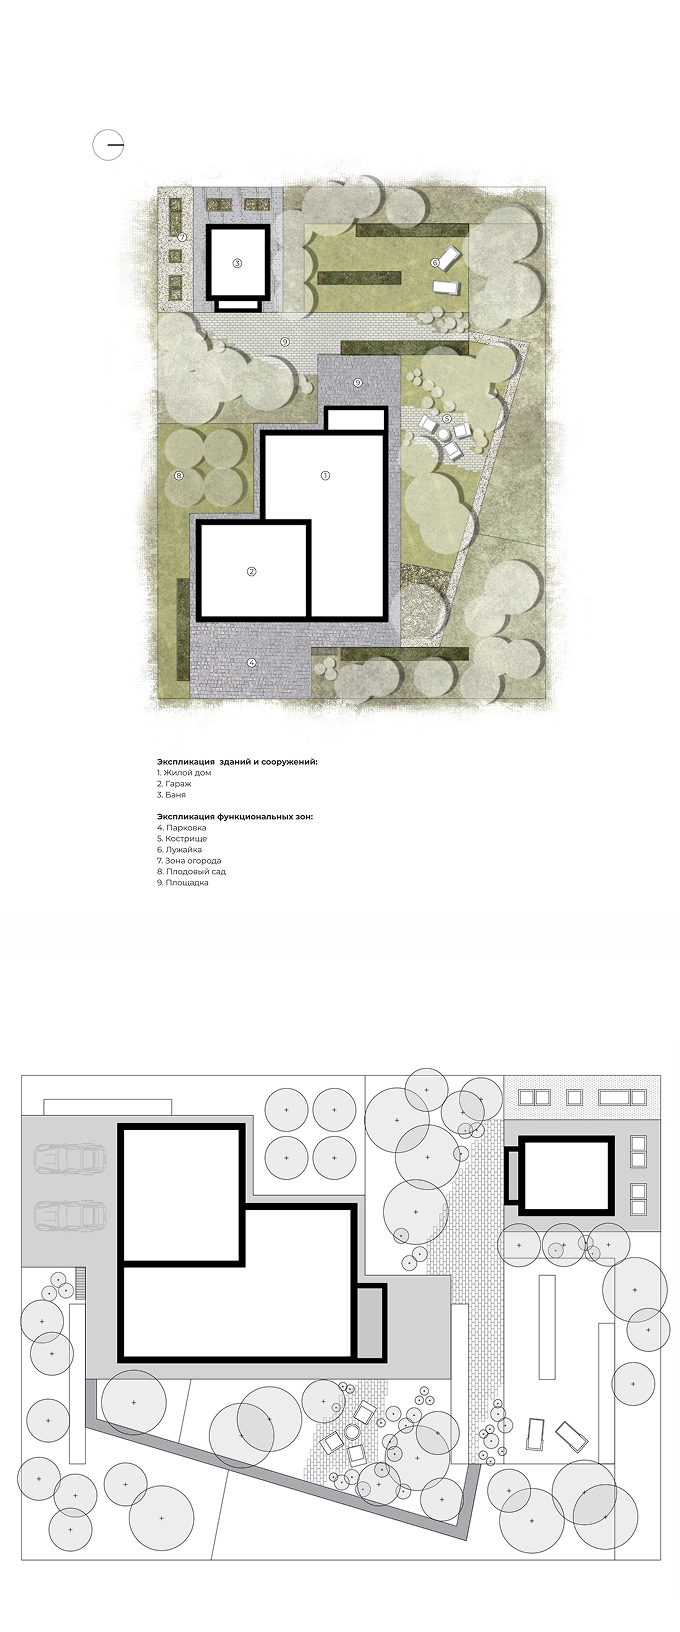 7
3
6
9
9
5
1
8
2
4
Экспликация зданий и сооружений:
1. Жилой дом
2. Гараж
3. Баня
Экспликация функциональных зон:
4. Парковка
5. Кострище
6. Лужайка
7. Зона огорода
8. Плодовый сад
9. Площадка